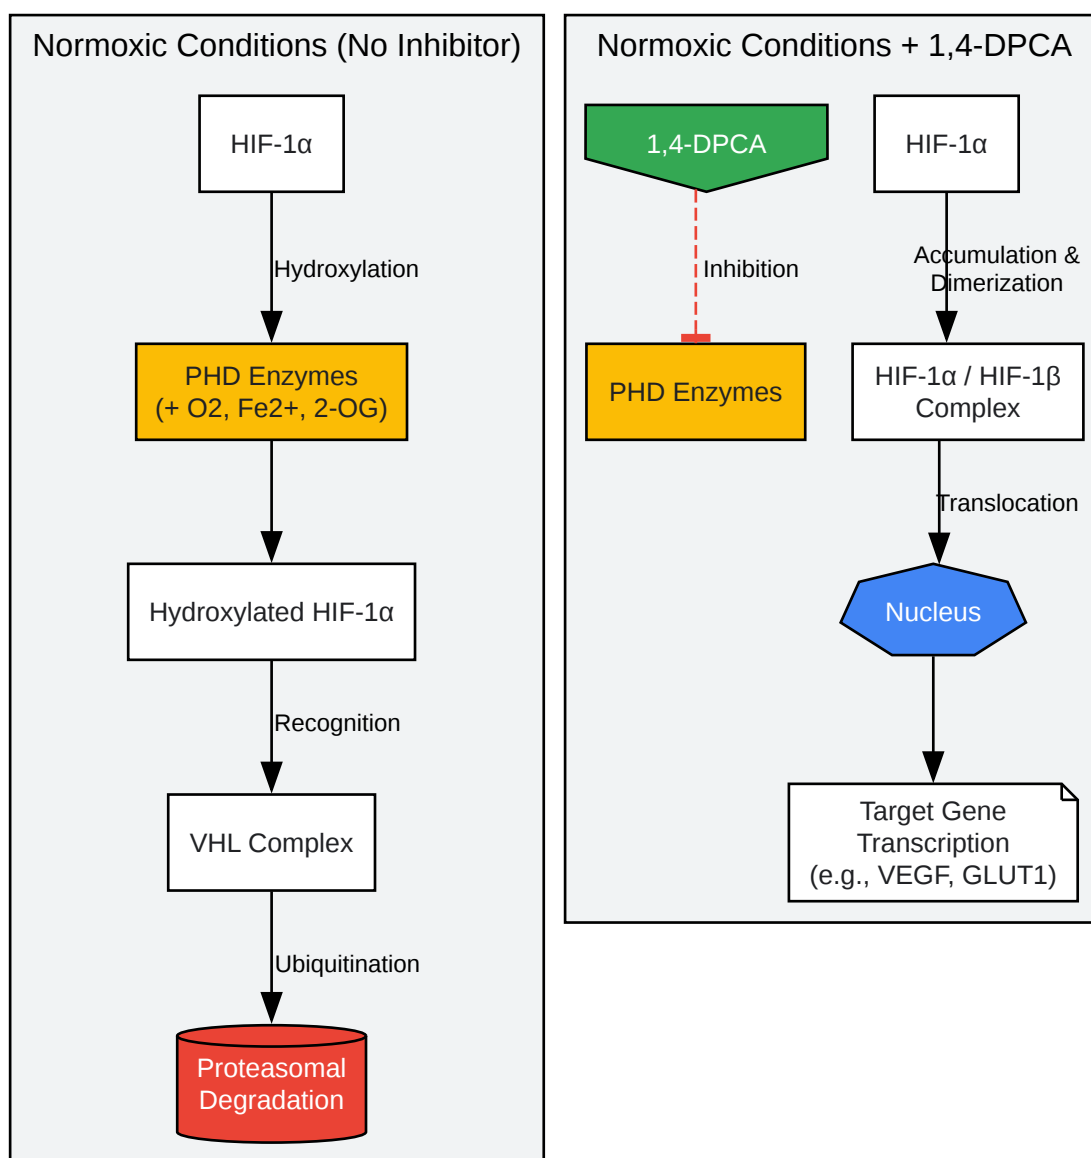 Normoxic Conditions (No Inhibitor)
HIF-1α
Hydroxylation
PHD Enzymes
(+ O2, Fe2+, 2-OG)
Hydroxylated HIF-1α
Recognition
VHL Complex
Ubiquitination
Proteasomal
Degradation
Normoxic Conditions + 1,4-DPCA
1,4-DPCA
Inhibition
PHD Enzymes
HIF-1α
Accumulation &
Dimerization
HIF-1α / HIF-1β
Complex
Translocation
Nucleus
Target Gene
Transcription
(e.g., VEGF, GLUT1)